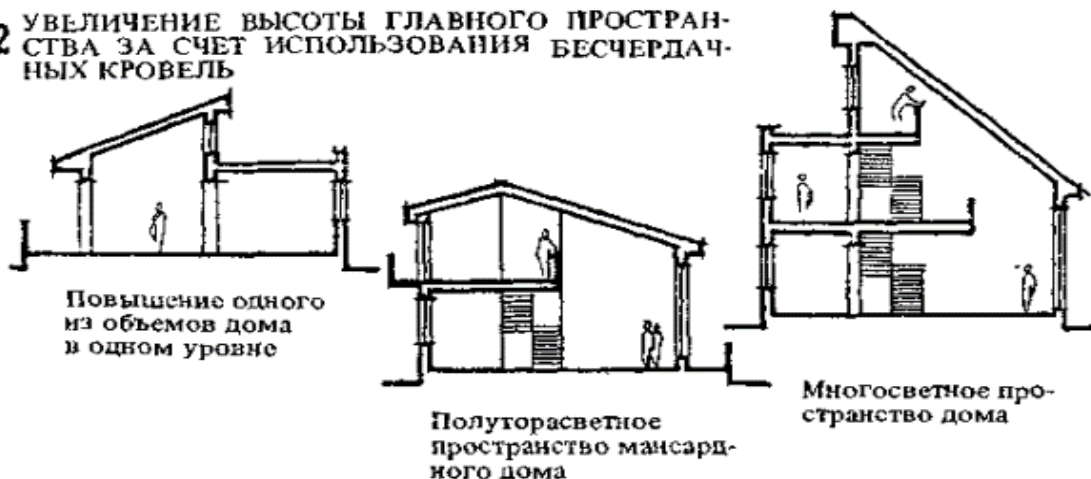 2 УВЕЛИЧЕНИЕ ВЫСОТЫ ГЛАВНОГО ПРОСТРАН-
СТВА ЗА СЧЕТ ИСПОЛЬЗОВАНИЯ БЕСЧЕРДАЧ-
НЫХ КРОВЕЛЬ
Повышение одного
из объемов дома
в одном уровне
Полуторасветное
пространство мансард-
ного дома
Многосветное про-
странство дома